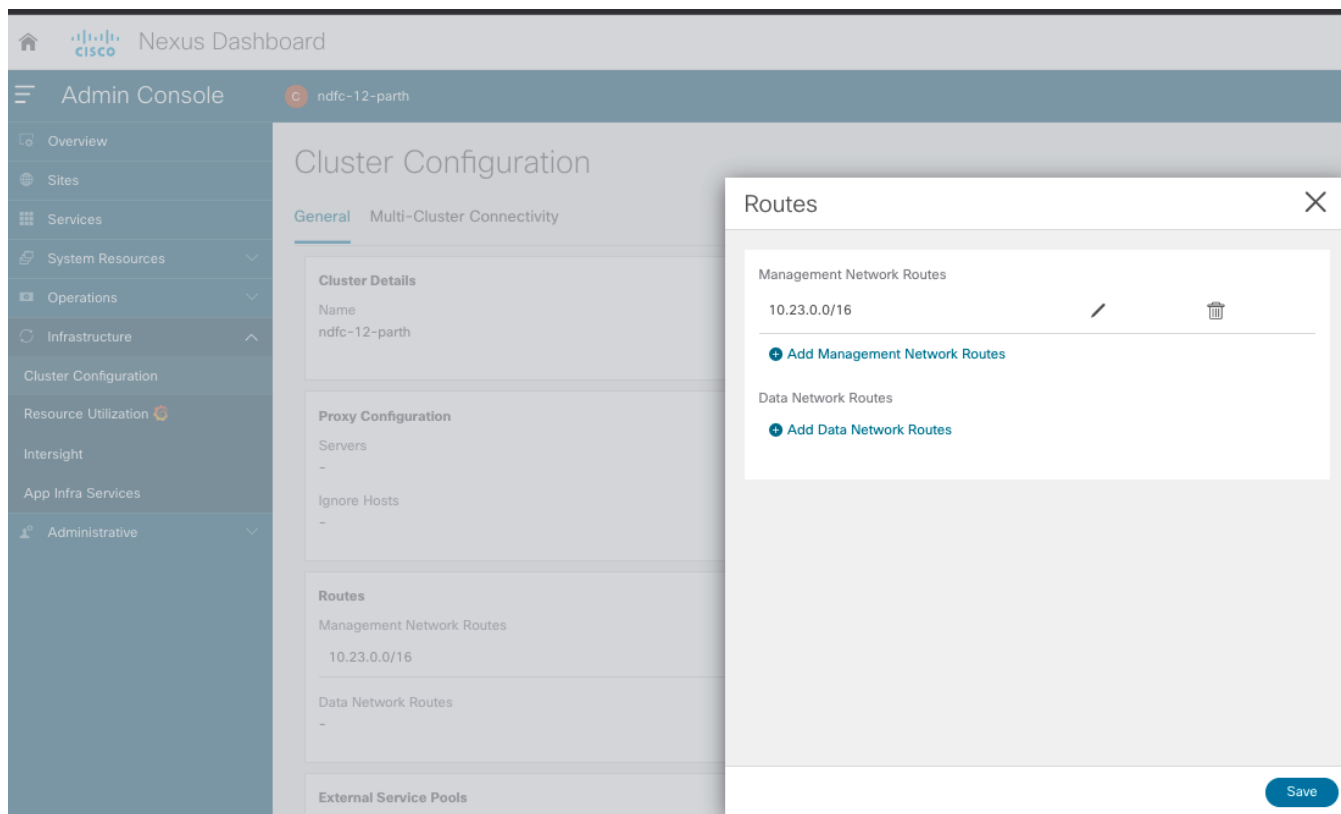 cisco Nexus Dashboard
Admin Console
C ndfc-12-parth
Overview
Sites
Services
System Resources
Operations
Infrastructure
Cluster Configuration
Resource Utilization
Intersight
App Infra Services
Administrative
Cluster Configuration
General Multi-Cluster Connectivity
Cluster Details
Name
ndfc-12-parth
Proxy Configuration
Servers
-
Ignore Hosts
-
Routes
Management Network Routes
10.23.0.0/16
Data Network Routes
-
External Service Pools
Routes
Management Network Routes
10.23.0.0/16
Add Management Network Routes
Data Network Routes
Add Data Network Routes
Save